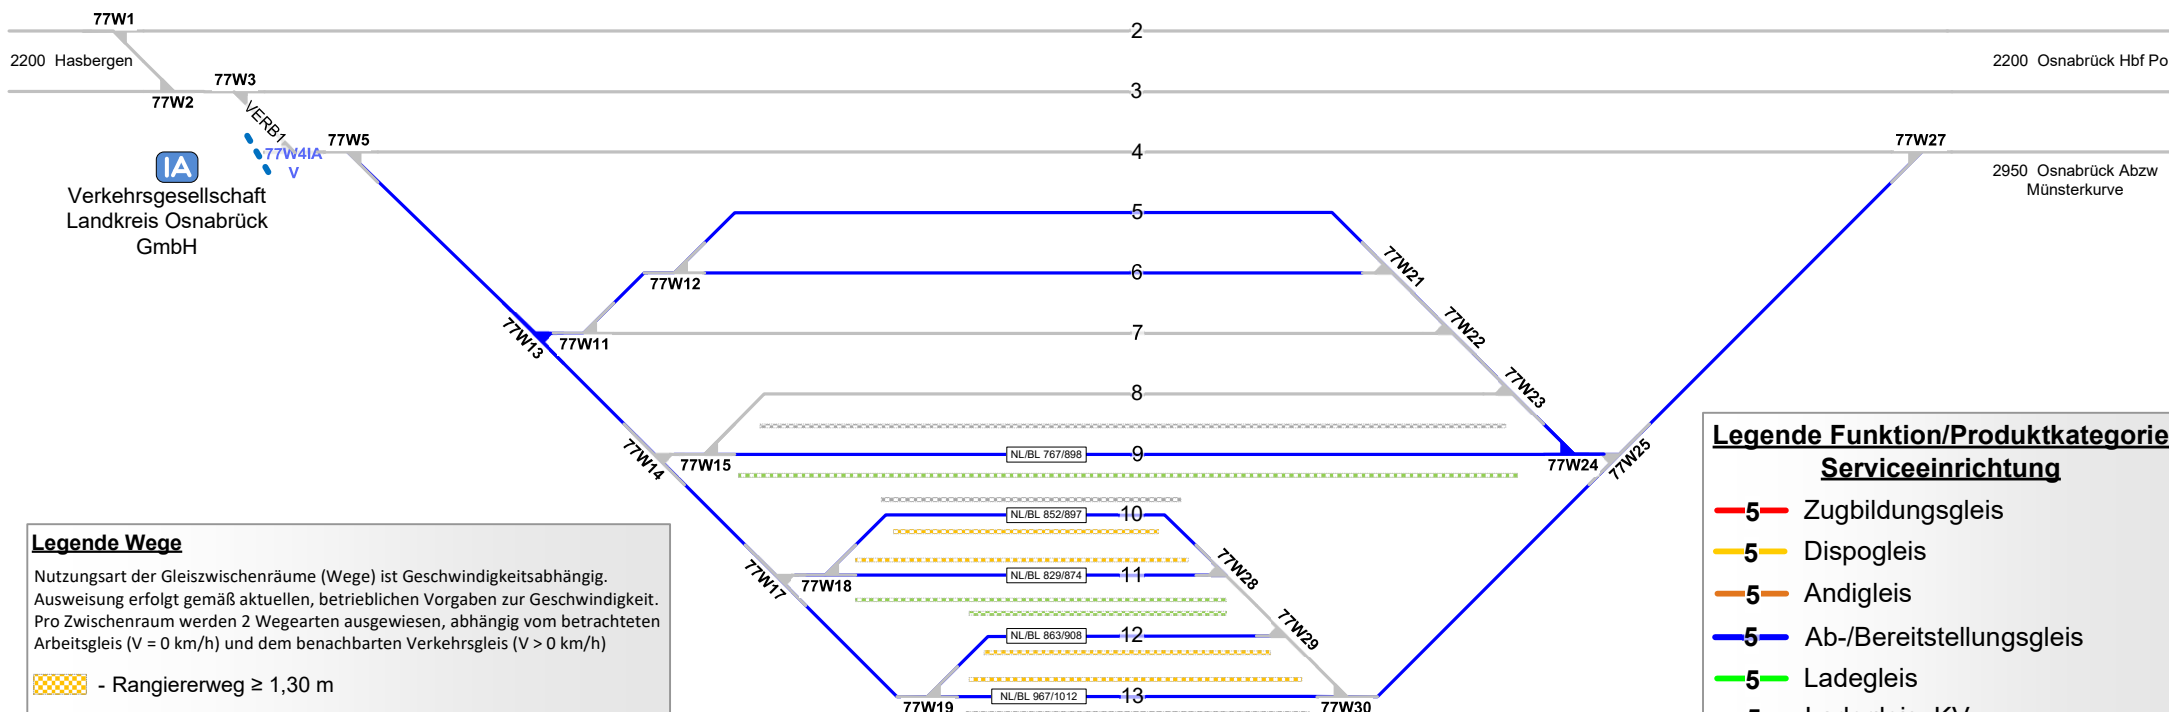 77W1
2
2200 Hasbergen
2200 Osnabrück Hbf Po
77W3
77W2
3
VERB1
77W5
77W27
77W4IA
V
4
IA
2950 Osnabrück Abzw
Münsterkurve
Verkehrsgesellschaft
Landkreis Osnabrück
GmbH
5
77W12
6
77W21
77W13
77W11
7
77W22
8
77W23
77W14
77W15
NL/BL 767/898
9
77W24
77W25
NL/BL 852/897
10
77W17
77W18
NL/BL 829/874
11
77W28
NL/BL 863/908
12
77W29
77W19
NL/BL 967/1012
13
77W30
Legende Wege
Nutzungsart der Gleiszwischenräume (Wege) ist Geschwindigkeitsabhängig.
Ausweisung erfolgt gemäß aktuellen, betrieblichen Vorgaben zur Geschwindigkeit.
Pro Zwischenraum werden 2 Wegearten ausgewiesen, abhängig vom betrachteten
Arbeitsgleis (V = 0 km/h) und dem benachbarten Verkehrsgleis (V > 0 km/h)
- Rangiererweg ≥ 1,30 m
Legende Funktion/Produktkategorie
Serviceeinrichtung
5 Zugbildungsgleis
5 Dispogleis
5 Andigleis
5 Ab-/Bereitstellungsgleis
5 Ladegleis